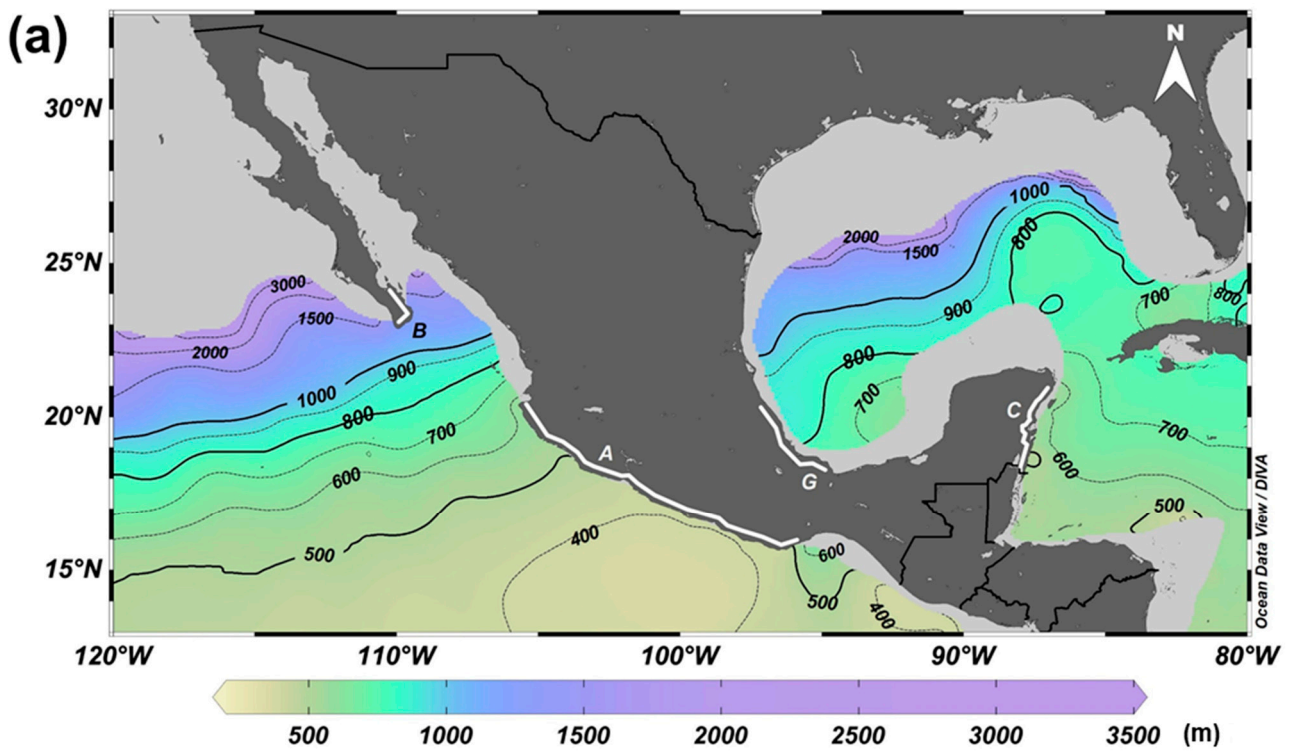 (a)
N
30°N
25°N
20°N
15°N
3000
1500
2000
B
1000
900
800
700
600
500
A
400
2000
1500
1000
800
900
800
700
G
700
800
C
700
600
500
600
500
400
120°W
110°W
100°W
90°W
80°W
Ocean Data View / DIVA
500
1000
1500
2000
2500
3000
3500
(m)